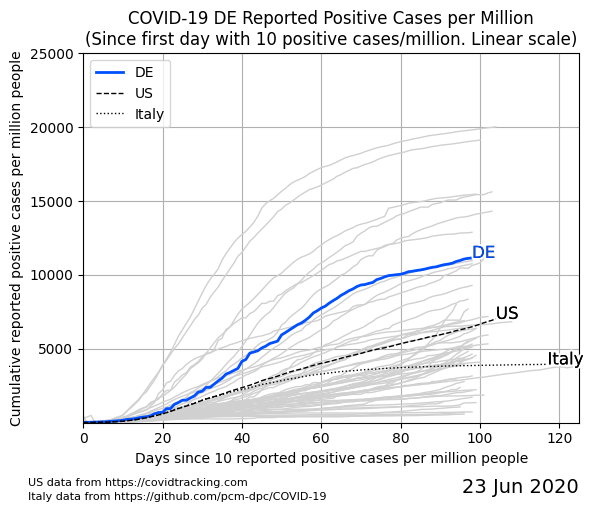 COVID-19 DE Reported Positive Cases per Million
(Since first day with 10 positive cases/million. Linear scale)
Cumulative reported positive cases per million people
25000
20000
15000
10000
5000
DE
US
Italy
DE
US
Italy
0
20
40
60
80
100
120
Days since 10 reported positive cases per million people
US data from https://covidtracking.com
Italy data from https://github.com/pcm-dpc/COVID-19
23 Jun 2020